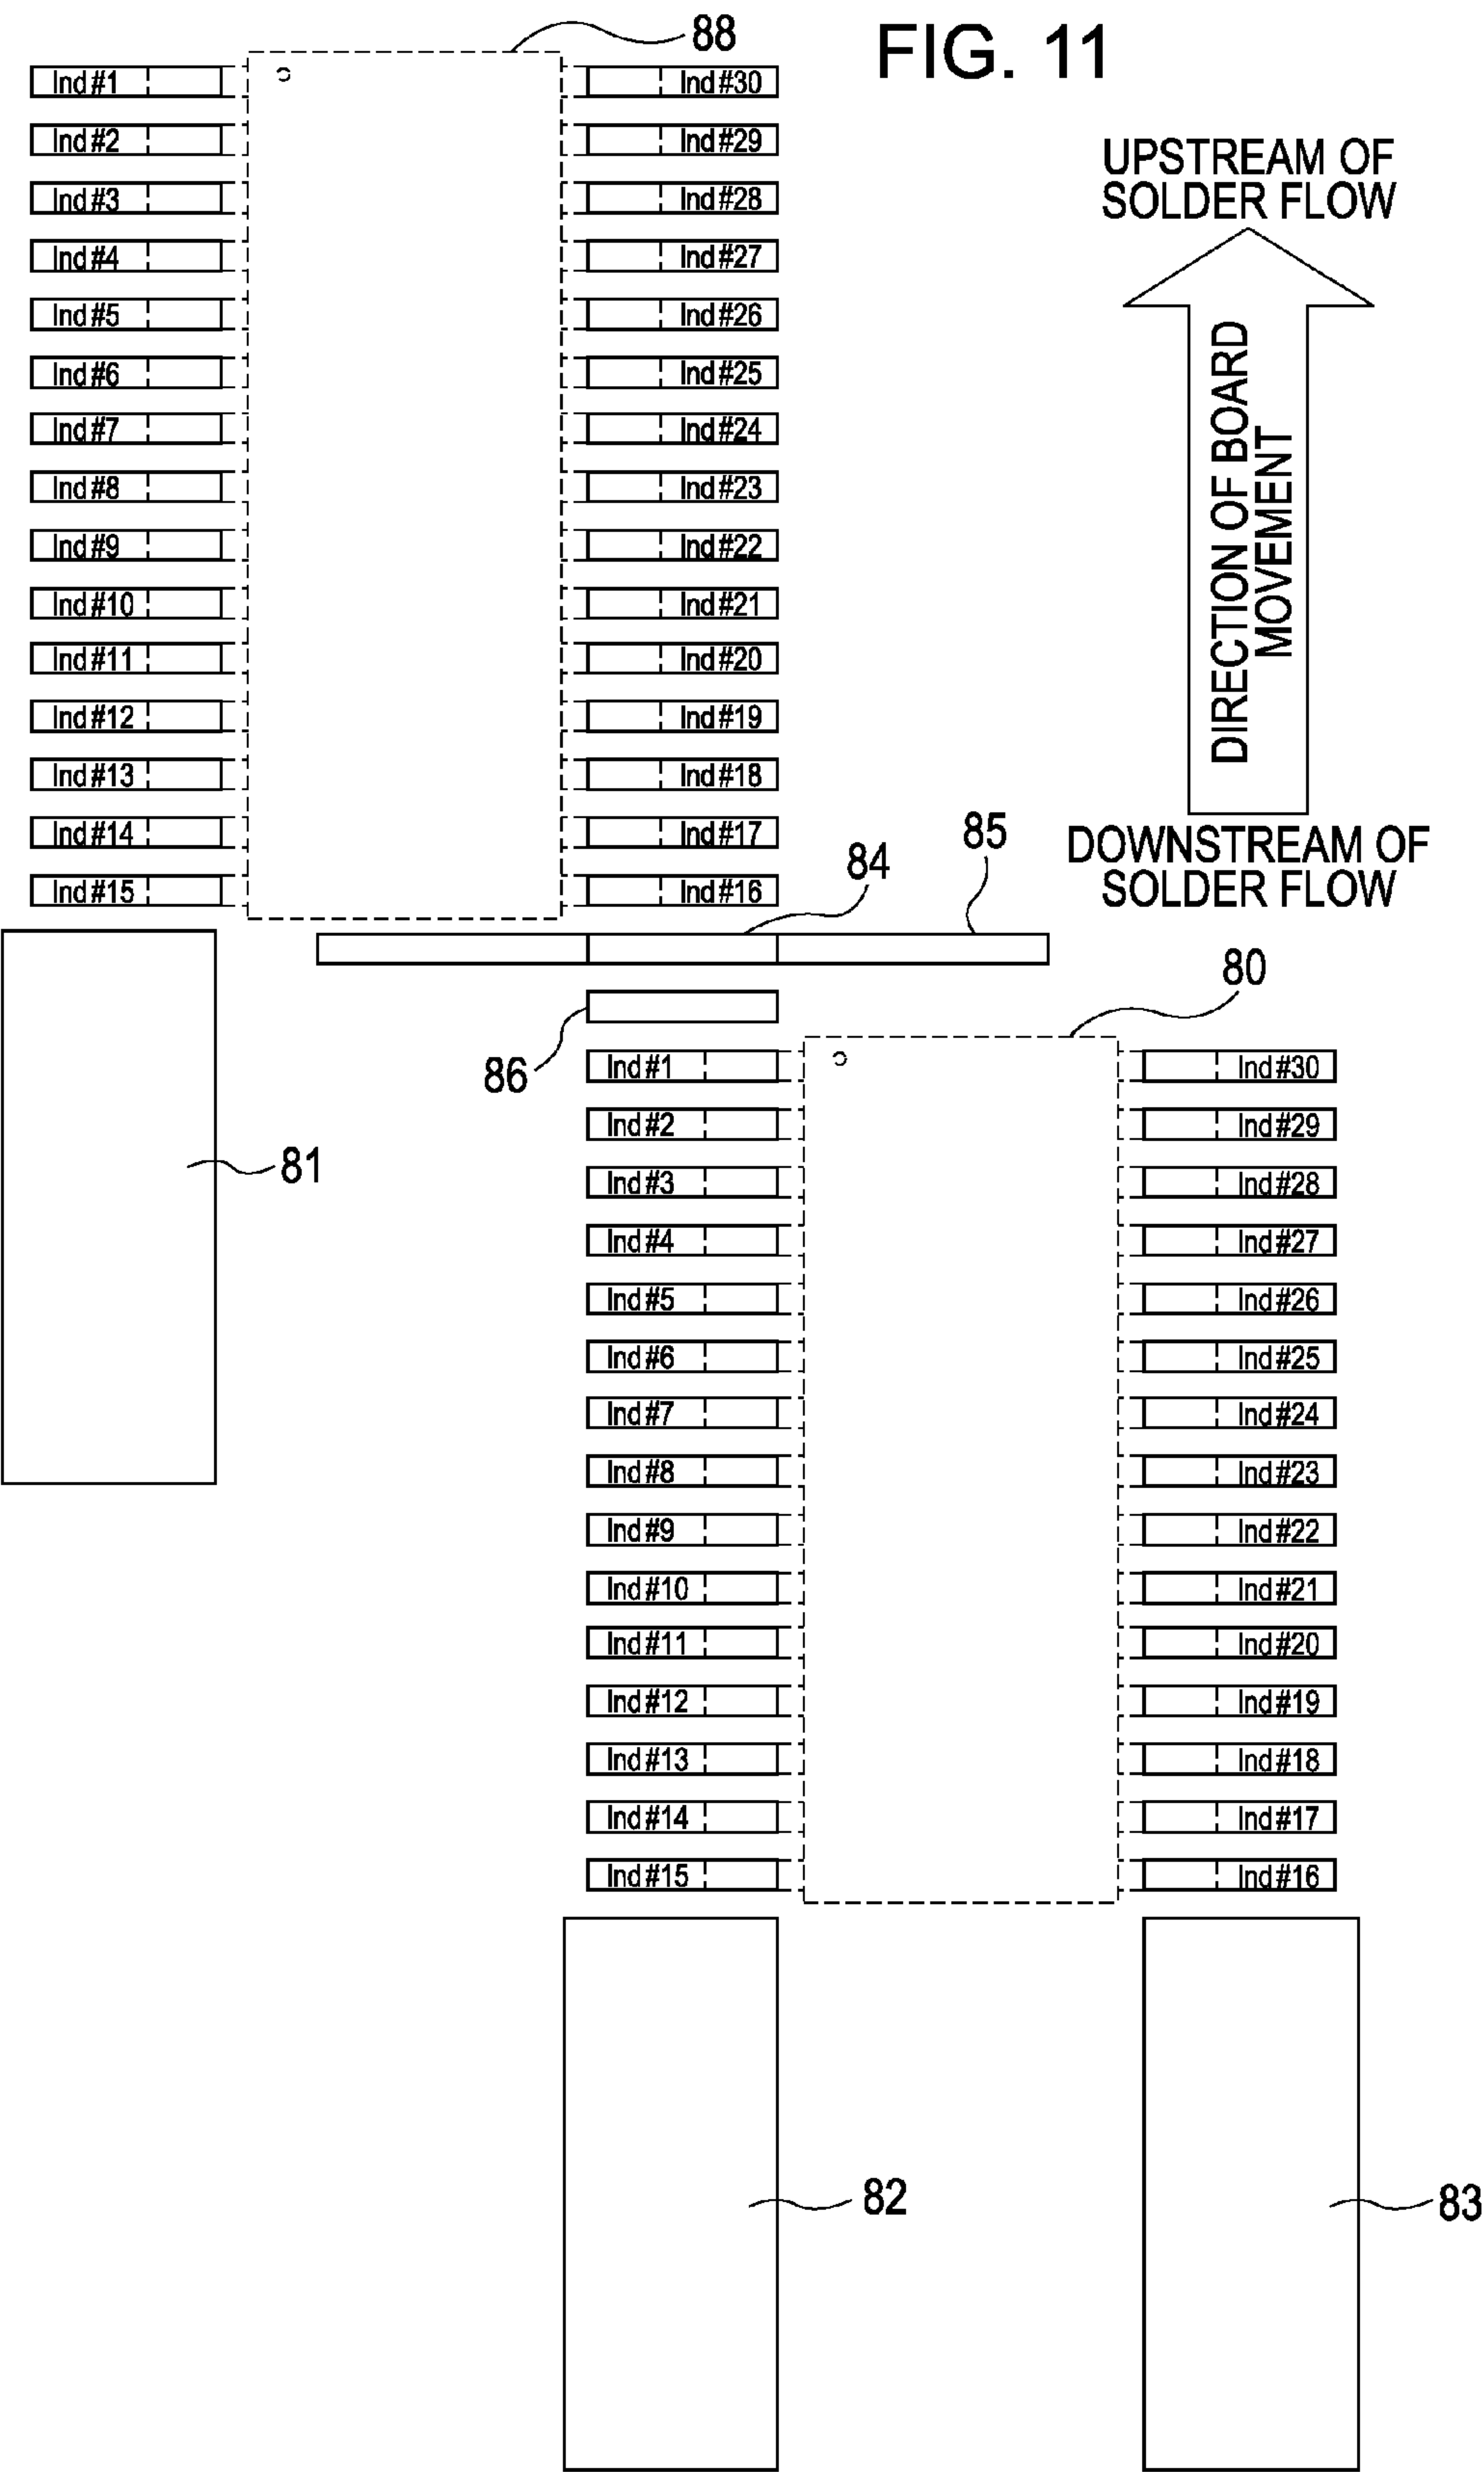 FIG. 11
88
Ind#1 Ind#30
Ind#2 Ind#29
Ind#3 Ind#28
Ind#4 Ind#27
Ind#5 Ind#26
Ind#6 Ind#25
Ind#7 Ind#24
Ind#8 Ind#23
Ind#9 Ind#22
Ind#10 Ind#21
Ind#11 Ind#20
Ind#12 Ind#19
Ind#13 Ind#18
Ind#14 Ind#17
Ind#15 Ind#16
UPSTREAM OF
SOLDER FLOW
DIRECTION OF BOARD
MOVEMENT
DOWNSTREAM OF
SOLDER FLOW
84
85
86
80
81
Ind#1 Ind#30
Ind#2 Ind#29
Ind#3 Ind#28
Ind#4 Ind#27
Ind#5 Ind#26
Ind#6 Ind#25
Ind#7 Ind#24
Ind#8 Ind#23
Ind#9 Ind#22
Ind#10 Ind#21
Ind#11 Ind#20
Ind#12 Ind#19
Ind#13 Ind#18
Ind#14 Ind#17
Ind#15 Ind#16
82
83